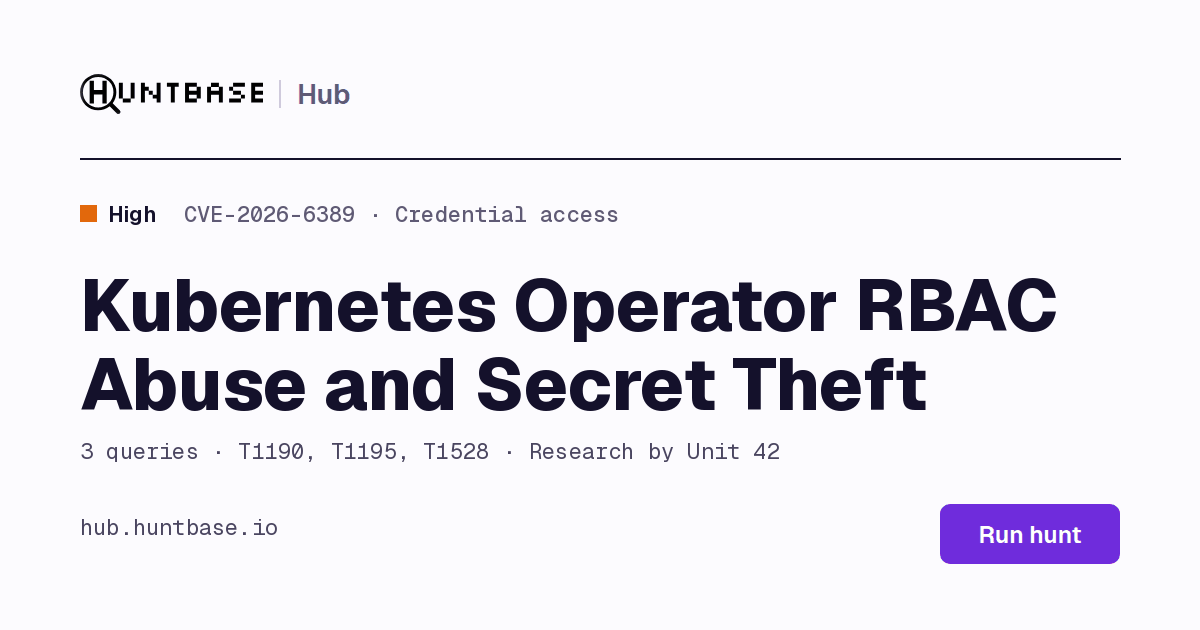 HUNTBASE | Hub
High CVE-2026-6389 · Credential access
Kubernetes Operator RBAC
Abuse and Secret Theft
3 queries · T1190, T1195, T1528 · Research by Unit 42
hub.huntbase.io
Run hunt